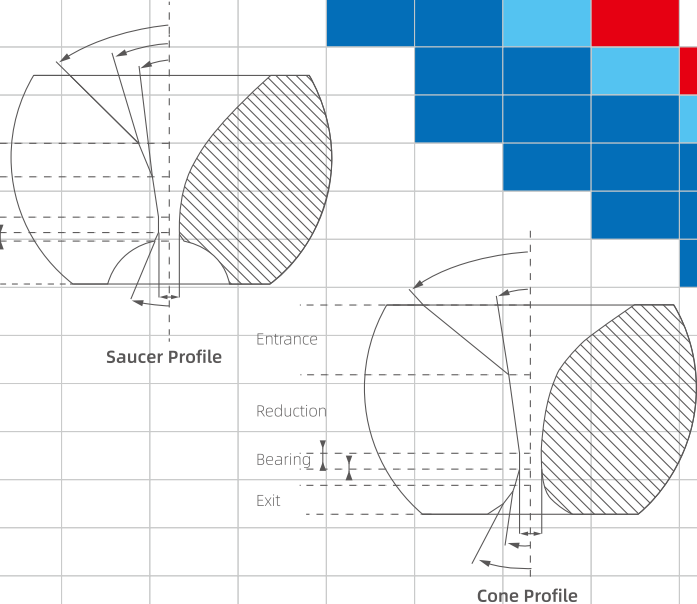 Saucer Profile
Entrance
Reduction
Bearing
Exit
Cone Profile